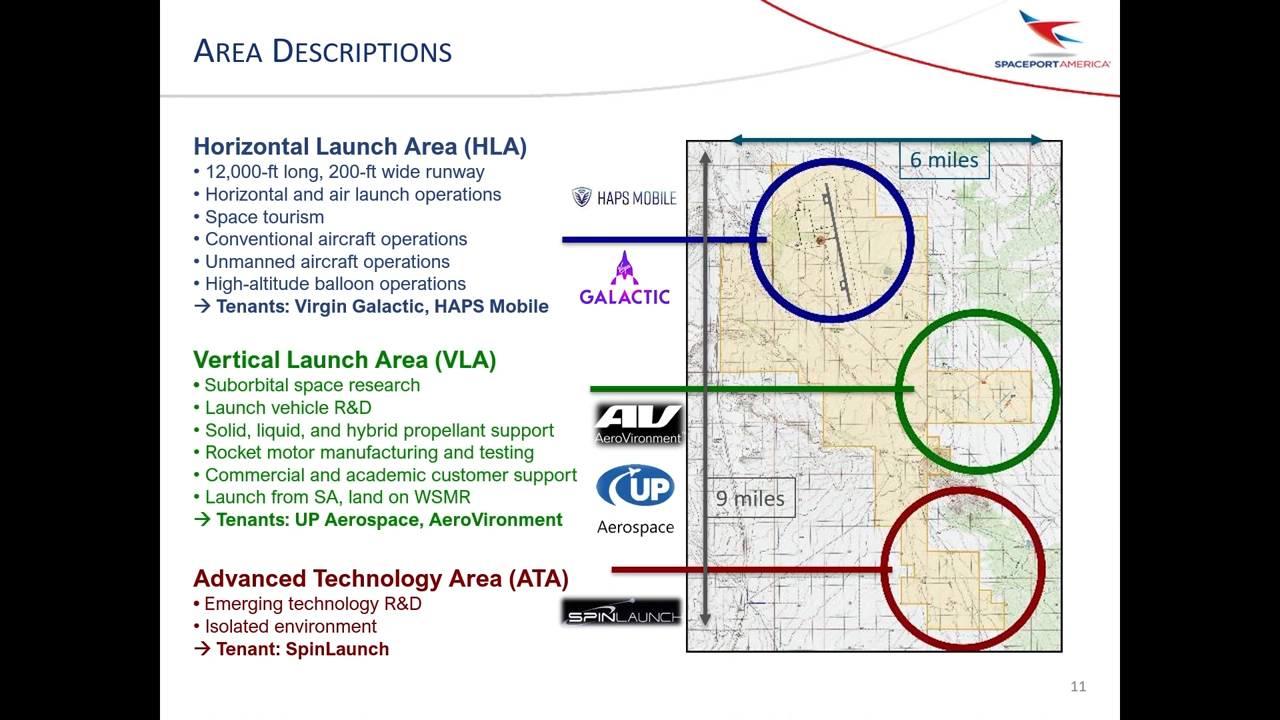 AREA DESCRIPTIONS
SPACEPORTAMERICA
Horizontal Launch Area (HLA)
• 12,000-ft long, 200-ft wide runway
• Horizontal and air launch operations
• Space tourism
• Conventional aircraft operations
• Unmanned aircraft operations
• High-altitude balloon operations
→ Tenants: Virgin Galactic, HAPS Mobile
HAPS MOBILE
GALACTIC
6 miles
Vertical Launch Area (VLA)
• Suborbital space research
• Launch vehicle R&D
• Solid, liquid, and hybrid propellant support
• Rocket motor manufacturing and testing
• Commercial and academic customer support
• Launch from SA, land on WSMR
→ Tenants: UP Aerospace, AeroVironment
AV
AeroVironment
UP
Aerospace
9 miles
Advanced Technology Area (ATA)
• Emerging technology R&D
• Isolated environment
→ Tenant: SpinLaunch
SPINLAUNCH
11